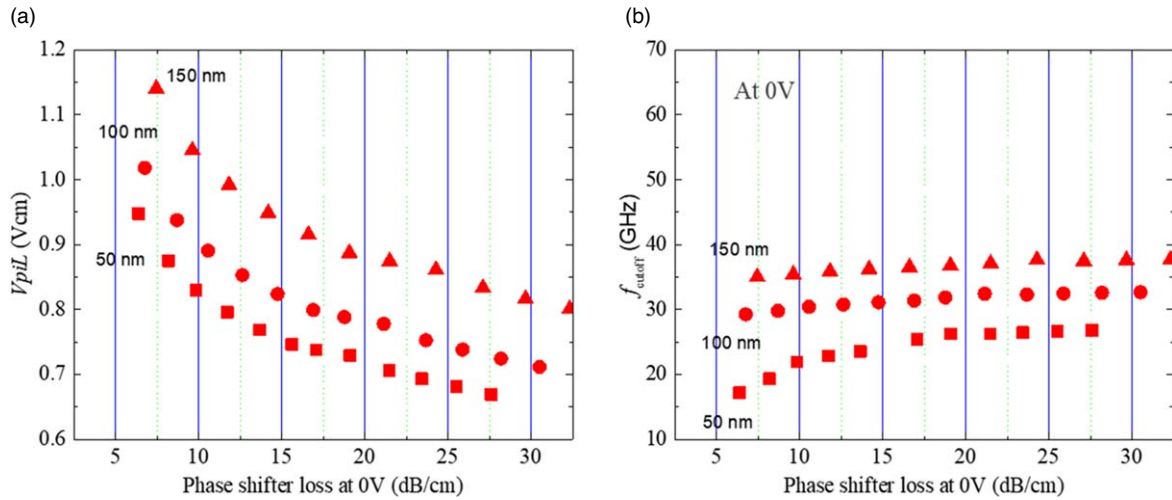 (a)
1.2
1.1
1.0
0.9
0.8
0.7
0.6
VpiL (Vcm)
150 nm
100 nm
50 nm
5 10 15 20 25 30
Phase shifter loss at 0V (dB/cm)
(b)
70
60
50
40
30
20
10
f_cutoff (GHz)
At 0V
150 nm
100 nm
50 nm
5 10 15 20 25 30
Phase shifter loss at 0V (dB/cm)